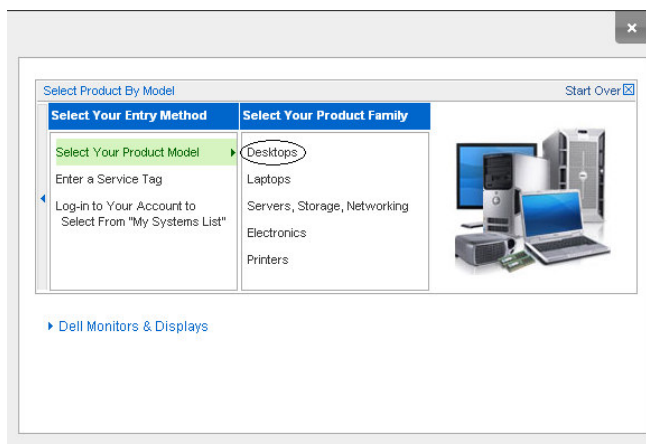 ×
Select Product By Model
Start Over
Select Your Entry Method
Select Your Product Family
Select Your Product Model
Enter a Service Tag
Log-in to Your Account to
Select From "My Systems List"
Desktops
Laptops
Servers, Storage, Networking
Electronics
Printers
Dell Monitors & Displays